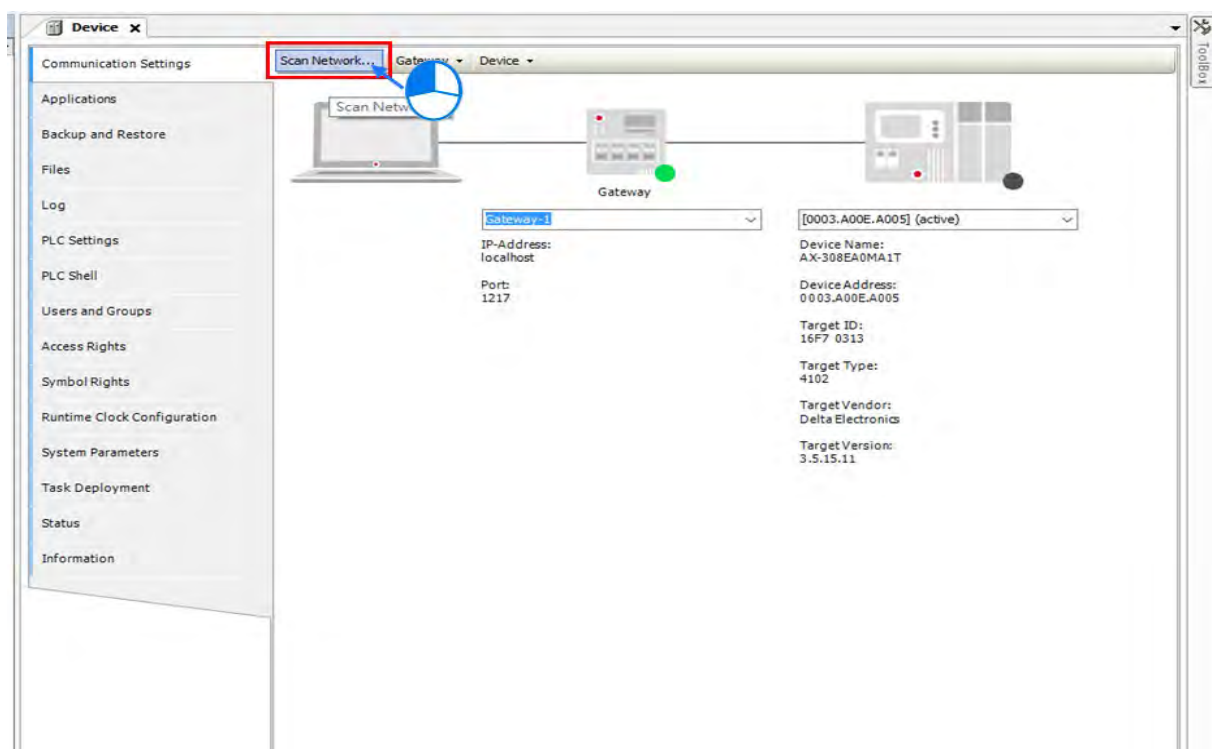 Device
ToolBox
Communication Settings
Applications
Backup and Restore
Files
Log
PLC Settings
PLC Shell
Users and Groups
Access Rights
Symbol Rights
Runtime Clock Configuration
System Parameters
Task Deployment
Status
Information
Scan Network... Gateway Device
Scan Netw
Gateway
Gateway-1
IP-Address:
localhost
Port:
1217
[0003.A00E.A005] (active)
Device Name:
AX-308EA0MA1T
Device Address:
0003.A00E.A005
Target ID:
16F7 0313
Target Type:
4102
Target Vendor:
Delta Electronics
Target Version:
3.5.15.11